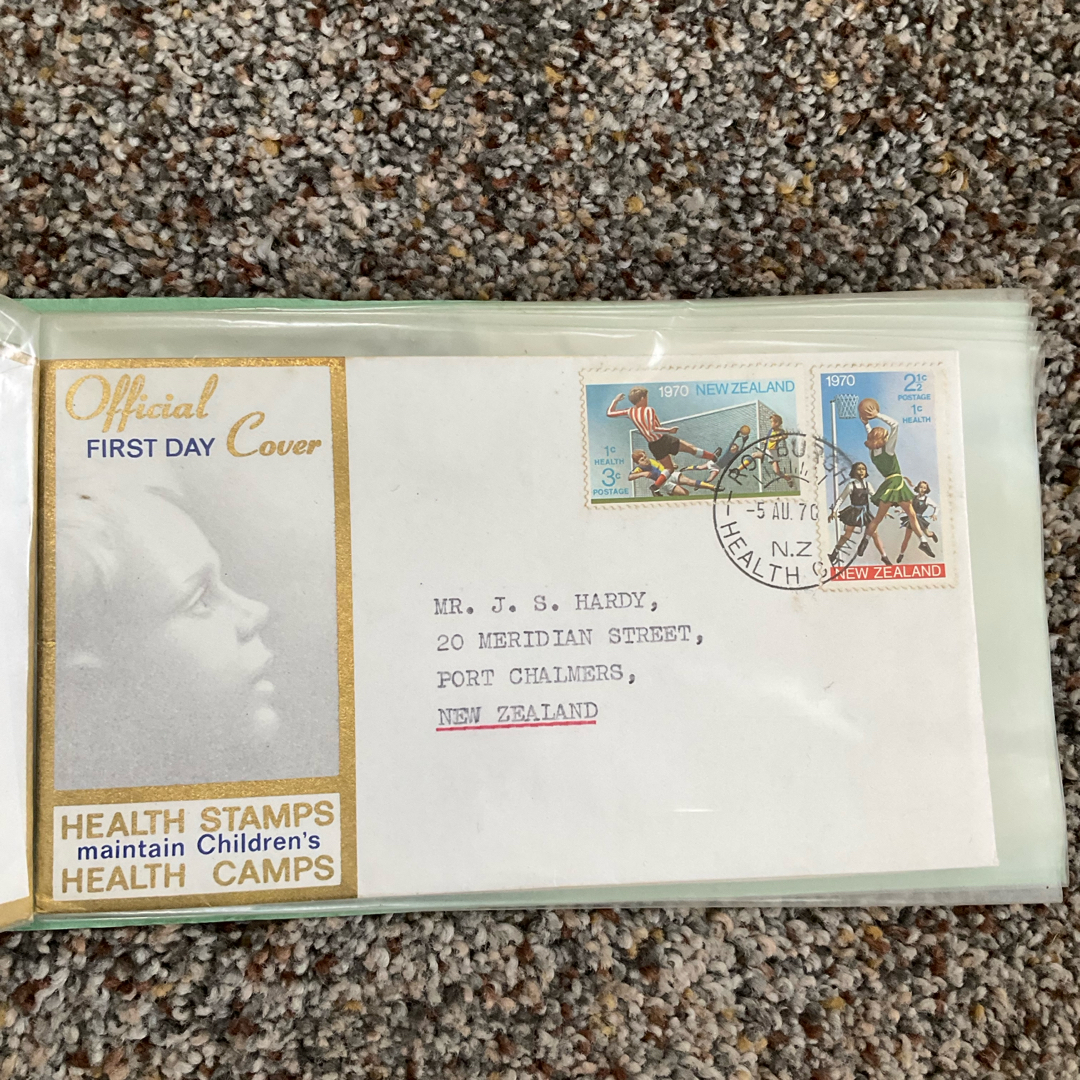 Official
FIRST DAY Cover
HEALTH STAMPS
maintain Children's
HEALTH CAMPS
1970 NEW ZEALAND
1c
HEALTH
3c
POSTAGE
1970
2½c
POSTAGE
1c
HEALTH
NEW ZEALAND
ROXBURGH
-5 AU. 70
N.Z
HEALTH
MR. J. S. HARDY,
20 MERIDIAN STREET,
PORT CHALMERS,
NEW ZEALAND